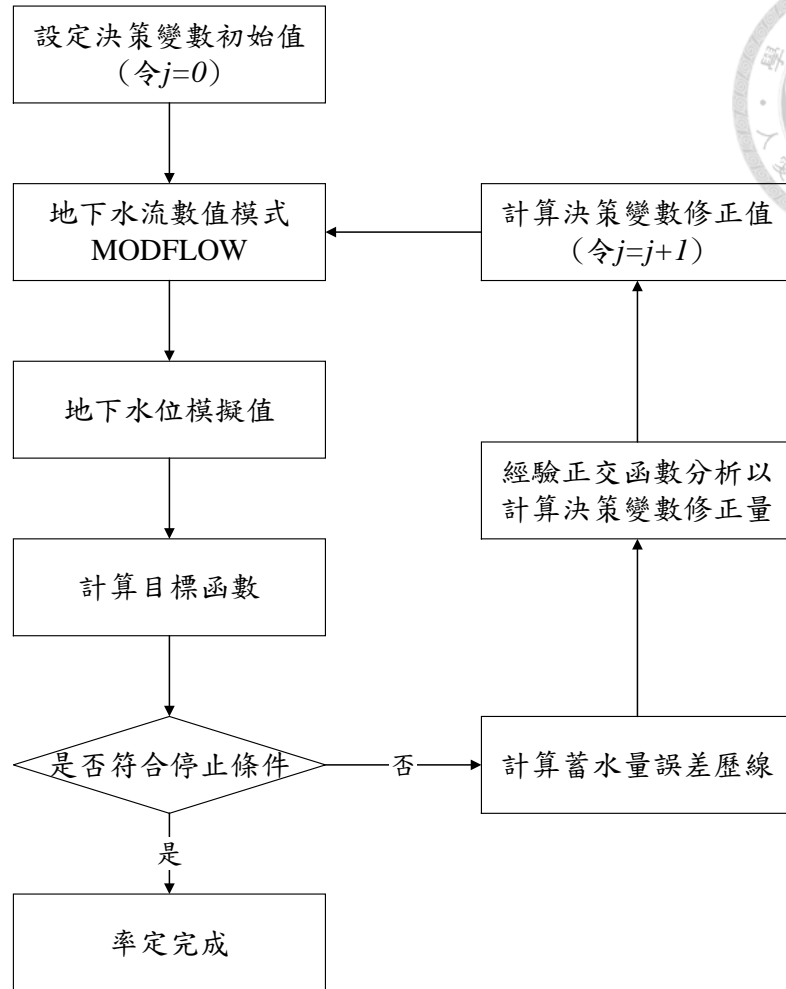 設定決策變數初始值
（令j=0）
地下水流數值模式
MODFLOW
計算決策變數修正值
（令j=j+1）
地下水位模擬值
經驗正交函數分析以
計算決策變數修正量
計算目標函數
是否符合停止條件
否
計算蓄水量誤差歷線
是
率定完成